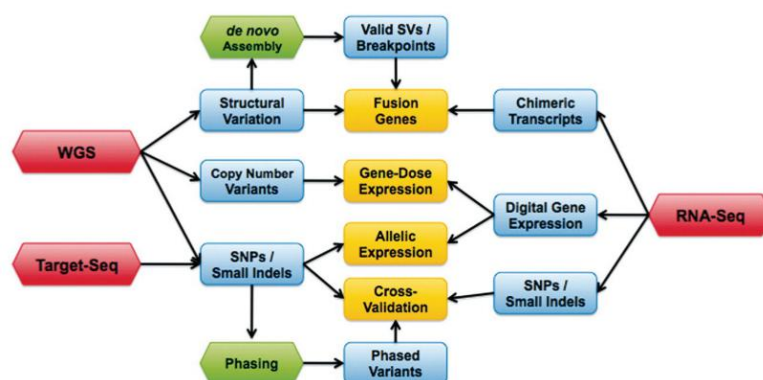 de novo
Assembly
Valid SVs /
Breakpoints
Structural
Variation
Fusion
Genes
Chimeric
Transcripts
WGS
Copy Number
Variants
Gene-Dose
Expression
Digital Gene
Expression
RNA-Seq
Allelic
Expression
Target-Seq
SNPs /
Small Indels
Cross-
Validation
SNPs /
Small Indels
Phasing
Phased
Variants